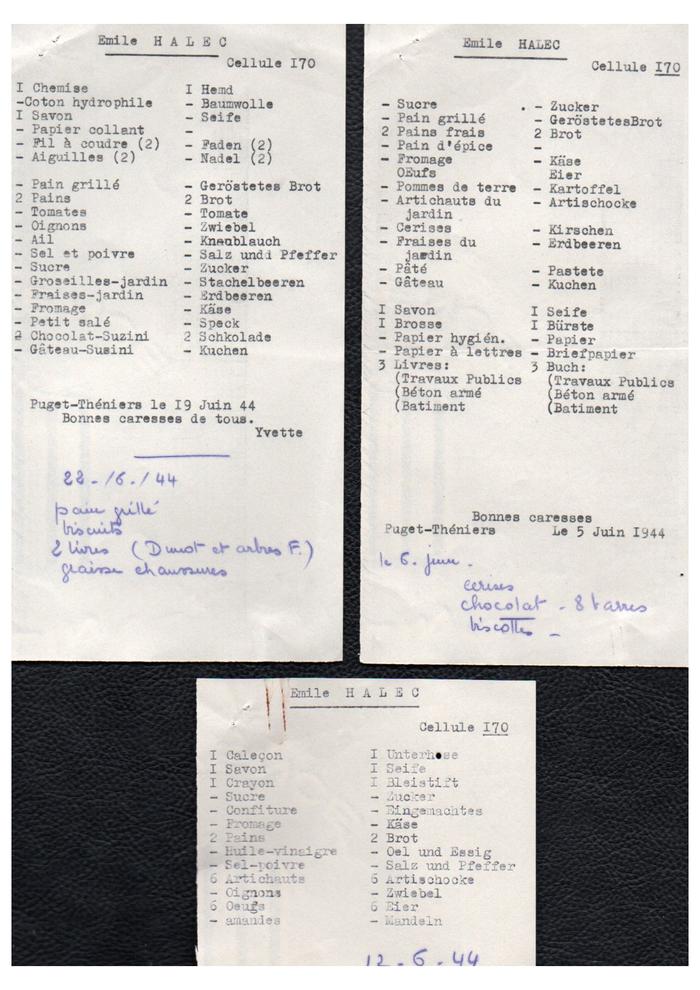 Emile H A L E C
Cellule I70
I Chemise I Hemd
-Coton hydrophile - Baumwolle
I Savon - Seife
- Papier collant -
- Fil à coudre (2) - Faden (2)
- Aiguilles (2) - Nadel (2)
- Pain grillé - Geröstetes Brot
2 Pains 2 Brot
- Tomates - Tomate
- Oignons - Zwiebel
- Ail - Knaublauch
- Sel et poivre - Salz undi Pfeffer
- Sucre - Zucker
- Groseilles-jardin - Stachelbeeren
- Fraises-jardin - Erdbeeren
- Fromage - Käse
- Petit salé - Speck
2 Chocolat-Suzini 2 Schkolade
- Gâteau-Susini - Kuchen
Puget-Théniers le I9 Juin 44
Bonnes caresses de tous.
Yvette
22-/6./44
pain grillé
biscuits
2 livres (Dunot et arbres F.)
graisse chaussures
Emile HALEC
Cellule I70
- Sucre - Zucker
- Pain grillé - GeröstetesBrot
2 Pains frais 2 Brot
- Pain d'épice -
- Fromage - Käse
OEufs Eier
- Pommes de terre - Kartoffel
- Artichauts du - Artischocke
jardin
- Cerises - Kirschen
- Fraises du - Erdbeeren
jardin
- Pâté - Pastete
- Gâteau - Kuchen
I Savon I Seife
I Brosse I Bürste
- Papier hygién. - Papier
- Papier à lettres - Briefpapier
3 Livres: 3 Buch:
(Travaux Publics (Travaux Publics
(Béton armé (Béton armé
(Batiment (Batiment
Bonnes caresses
Puget-Théniers Le 5 Juin I944
le 6. juin.
cerises
chocolat - 8 barres
biscottes -
Emile H A L E C
Cellule I70
I Caleçon I Unterhose
I Savon I Seife
I Crayon I Bleistift
- Sucre - Zucker
- Confiture - Eingemachtes
- Fromage - Käse
2 Pains 2 Brot
- Huile-vinaigre - Oel und Essig
- Sel-poivre - Salz und Pfeffer
6 Artichauts 6 Artischocke
- Oignons - Zwiebel
6 Oeufs 6 Eier
- amandes - Mandeln
12-6-44